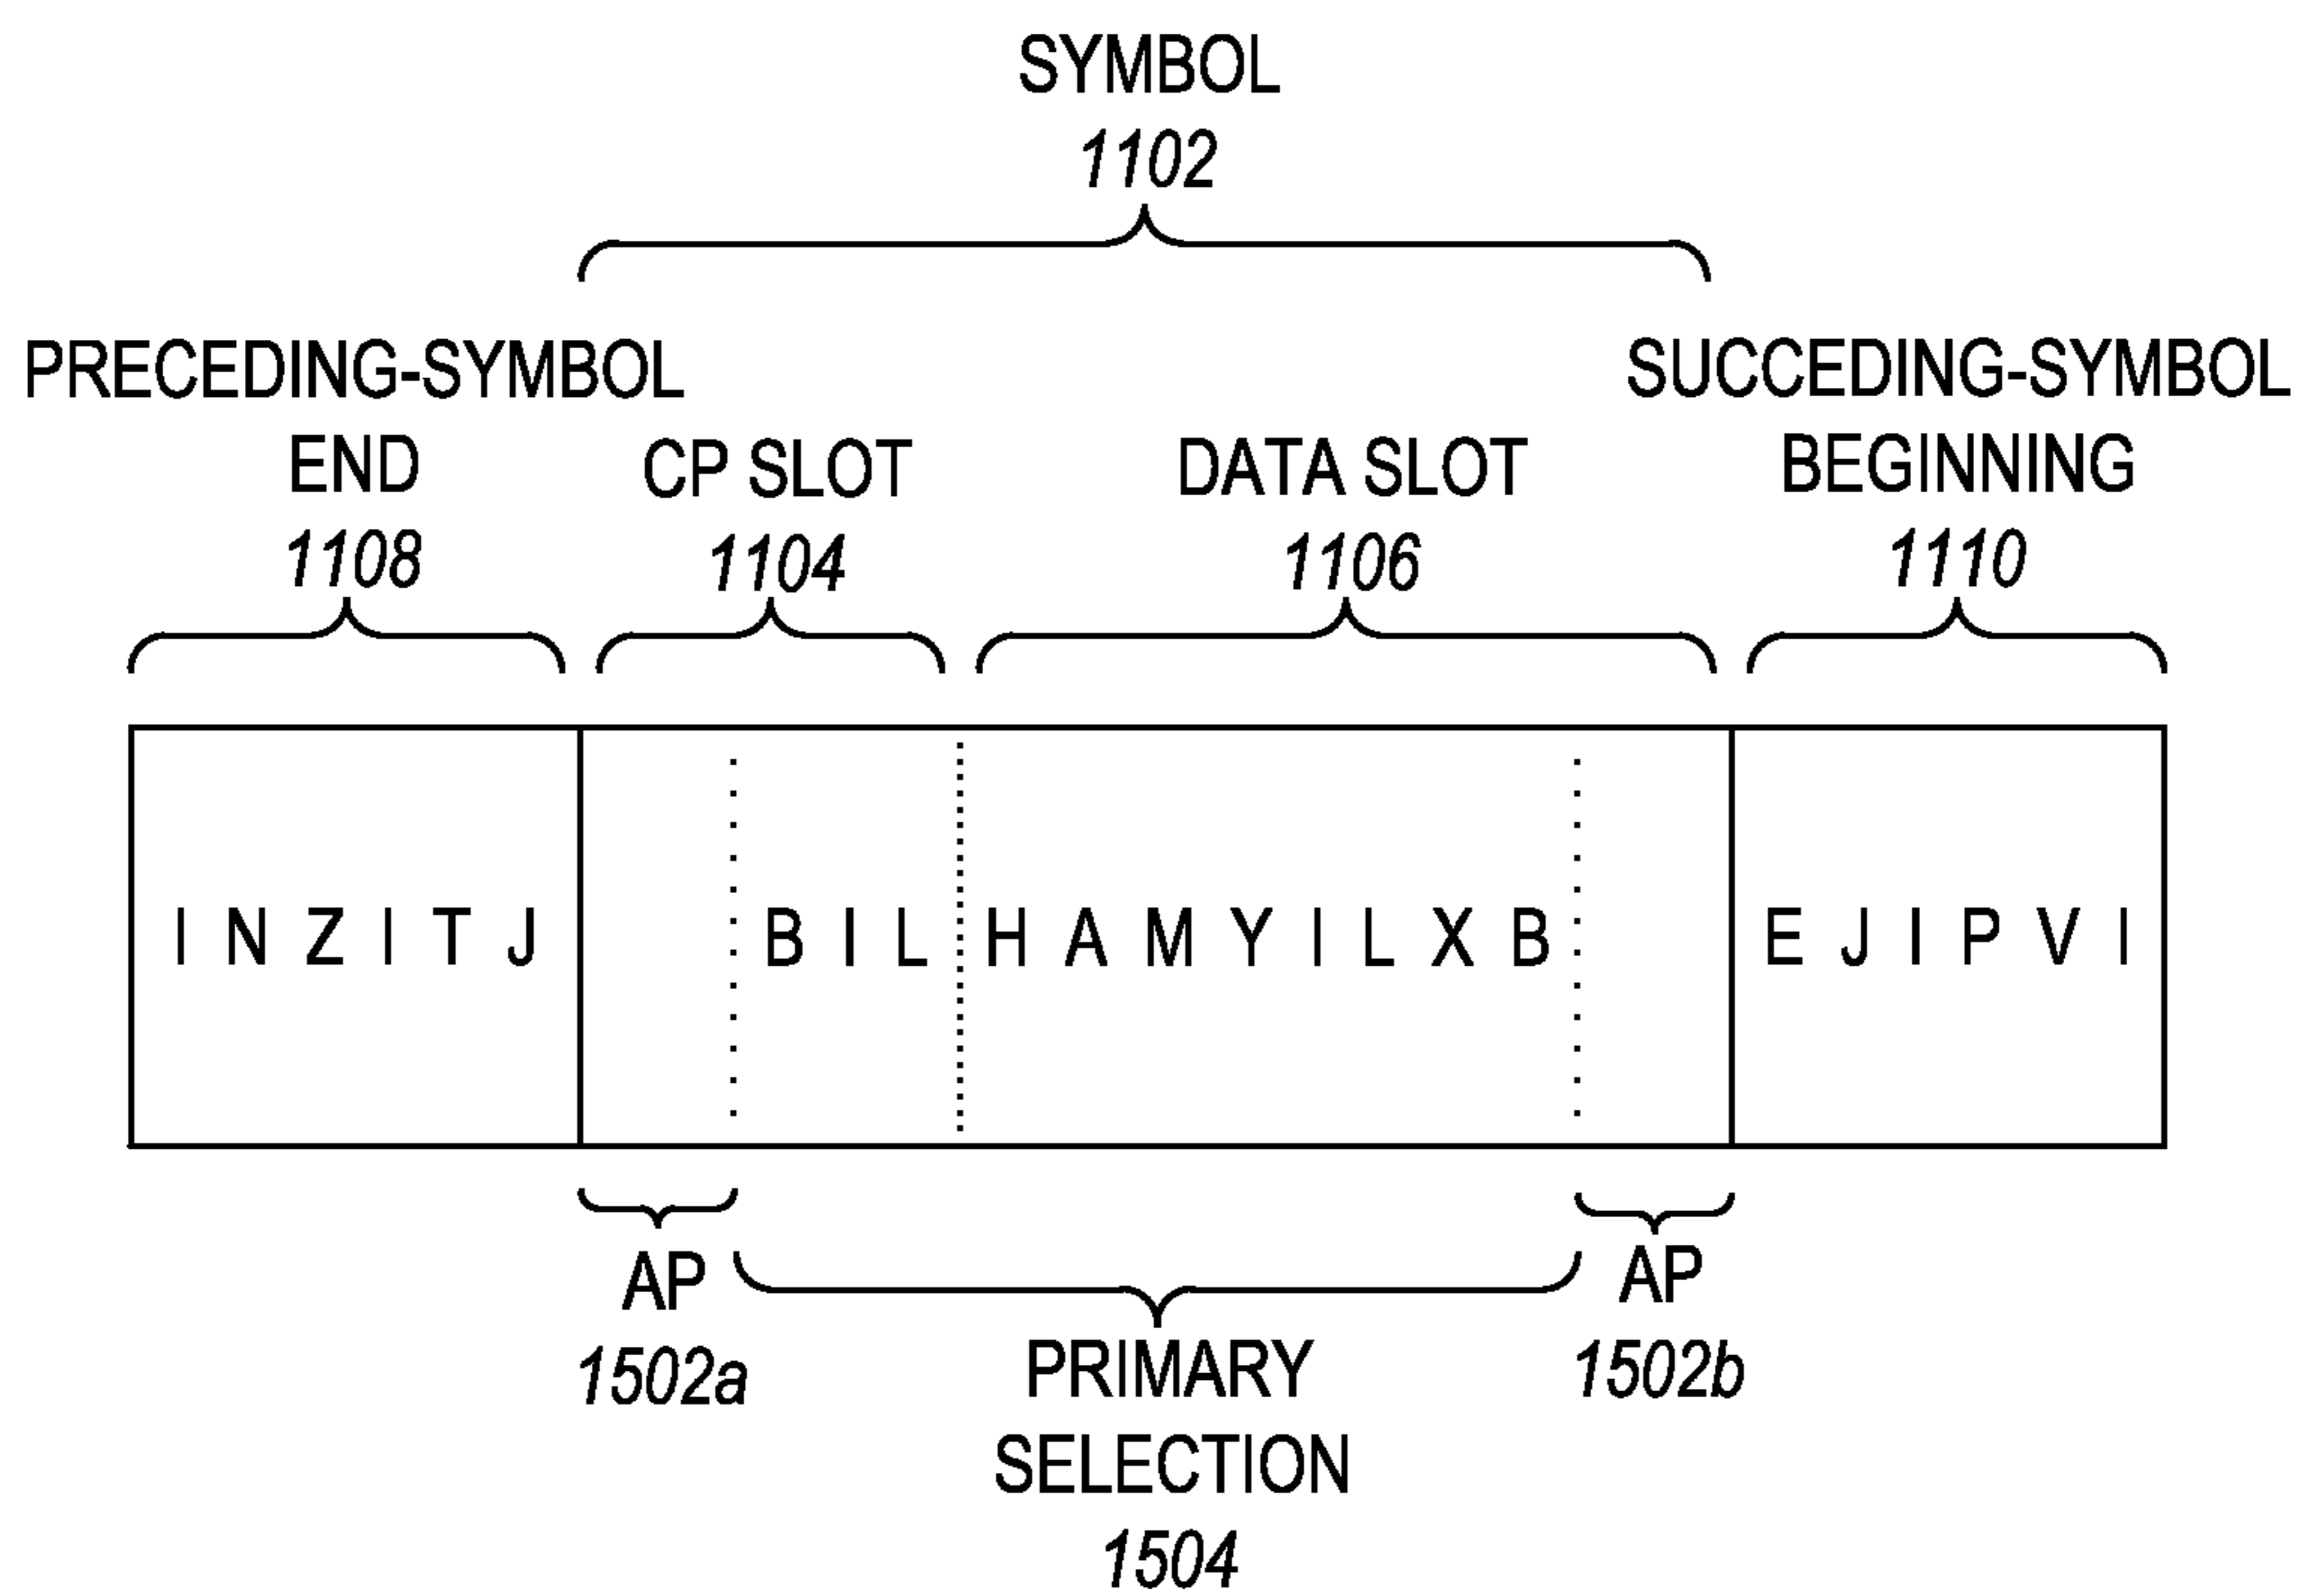 SYMBOL
1102
PRECEDING-SYMBOL
END
1108
CP SLOT
1104
DATA SLOT
1106
SUCCEDING-SYMBOL
BEGINNING
1110
I N Z I T J B I L H A M Y I L X B E J I P V I
AP
1502a
PRIMARY
SELECTION
1504
AP
1502b